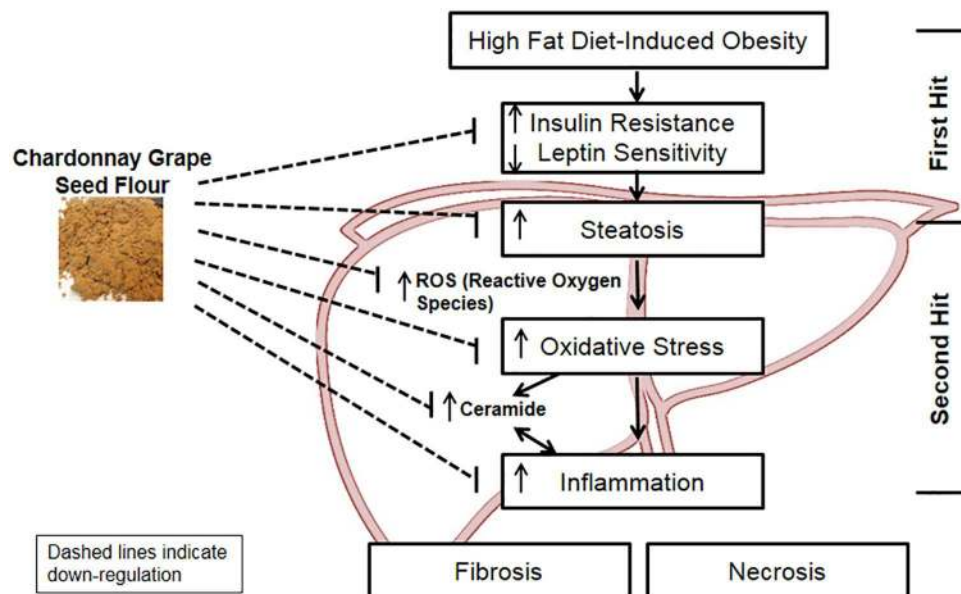 High Fat Diet-Induced Obesity
First Hit
↑ Insulin Resistance
↓ Leptin Sensitivity
Chardonnay Grape
Seed Flour
↑ Steatosis
↑ ROS (Reactive Oxygen
Species)
Second Hit
↑ Oxidative Stress
↑ Ceramide
↑ Inflammation
Dashed lines indicate
down-regulation
Fibrosis
Necrosis